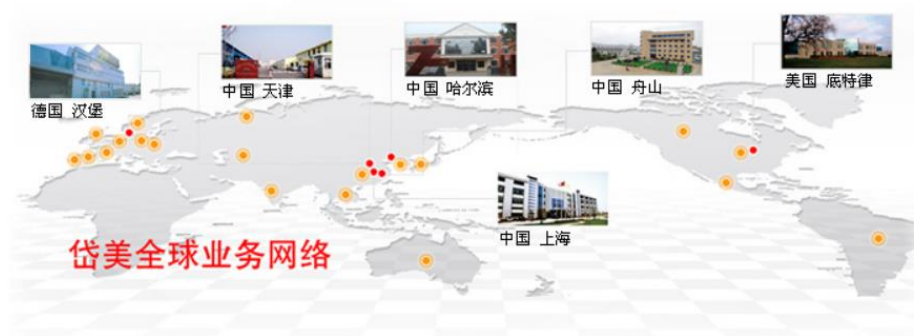 德国 汉堡
中国 天津
中国 哈尔滨
中国 舟山
美国 底特律
中国 上海
岱美全球业务网络